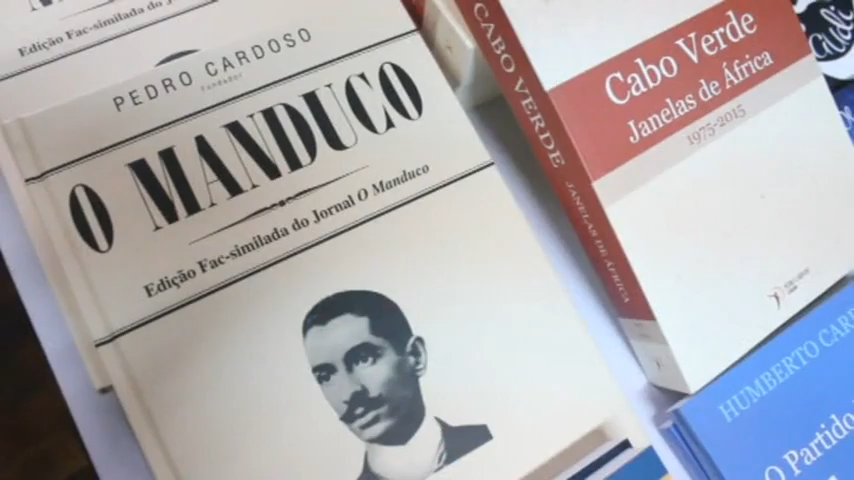 Edição Fac-similada do J
PEDRO CARDOSO
Fundador
O MANDUCO
Edição Fac-similada do Jornal O Manduco
CABO VERDE
JANELAS DE ÁFRICA
Cabo Verde
Janelas de África
1975-2015
HUMBERTO CAR
O Partido